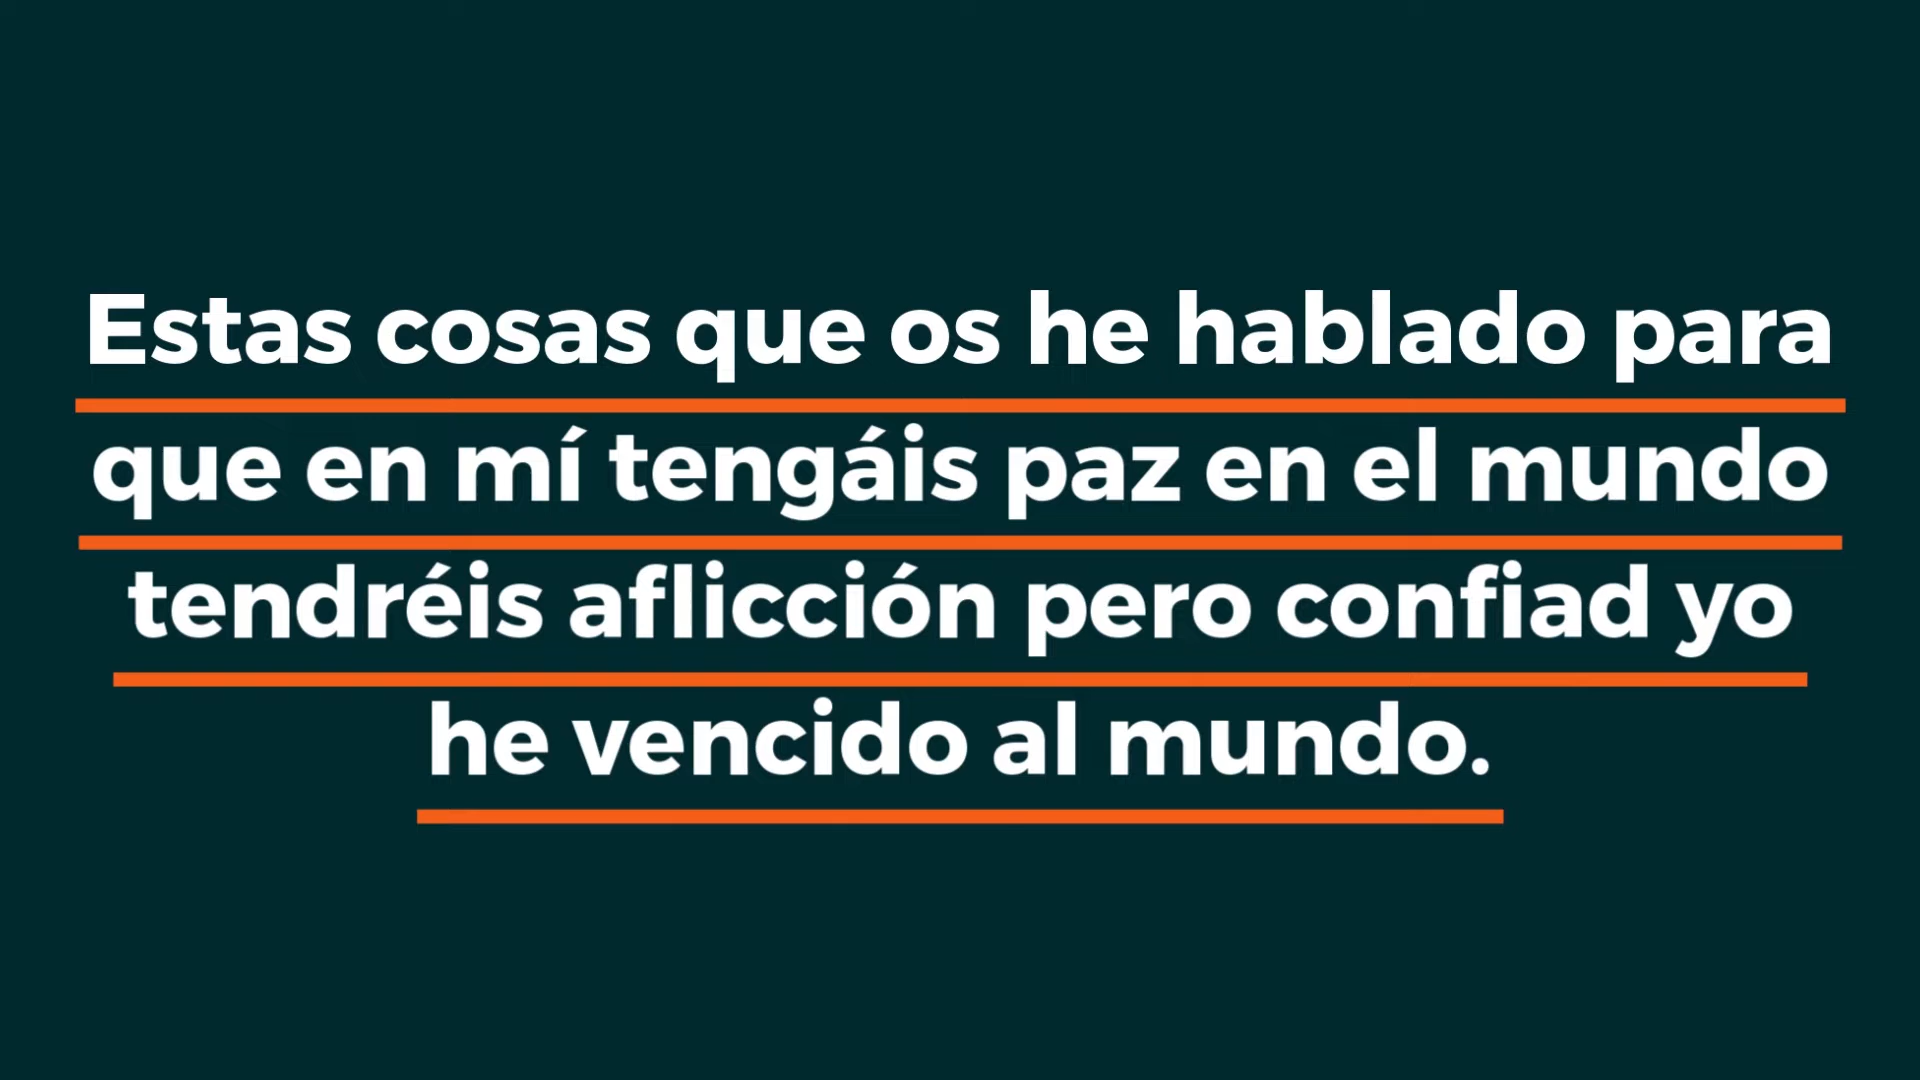 Estas cosas que os he hablado para
que en mí tengáis paz en el mundo
tendréis aflicción pero confiad yo
he vencido al mundo.